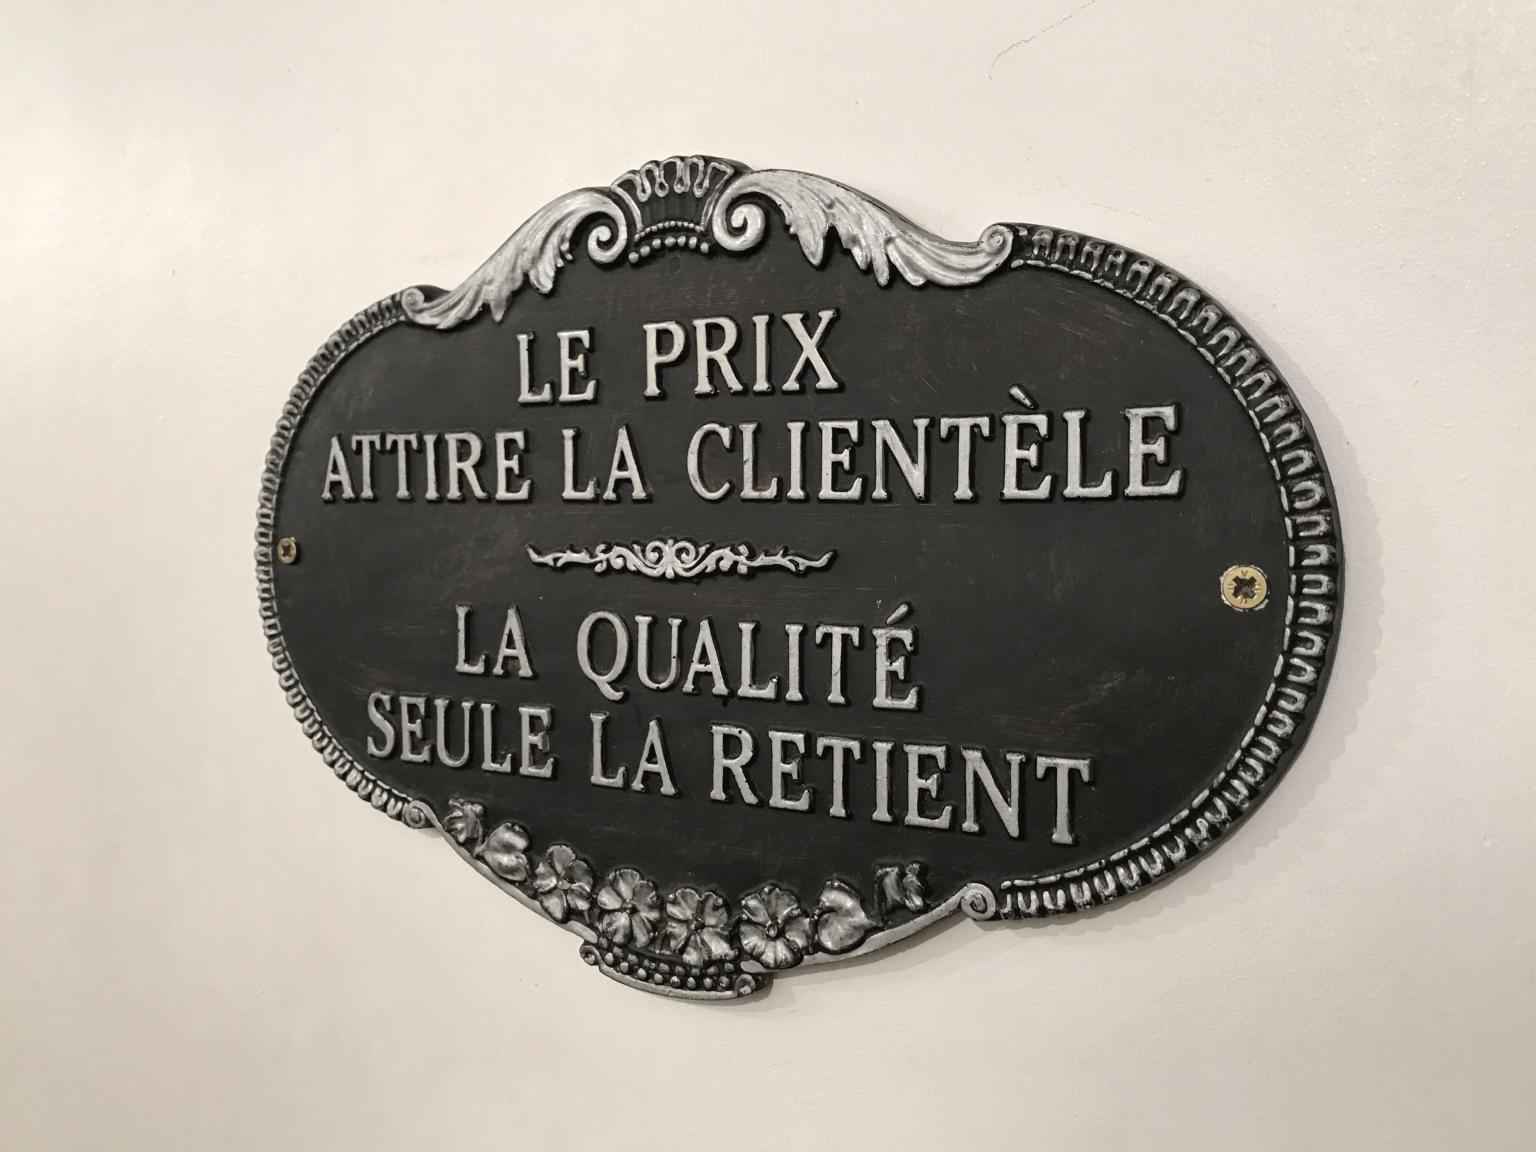 LE PRIX
ATTIRE LA CLIENTÈLE
LA QUALITÉ
SEULE LA RETIENT